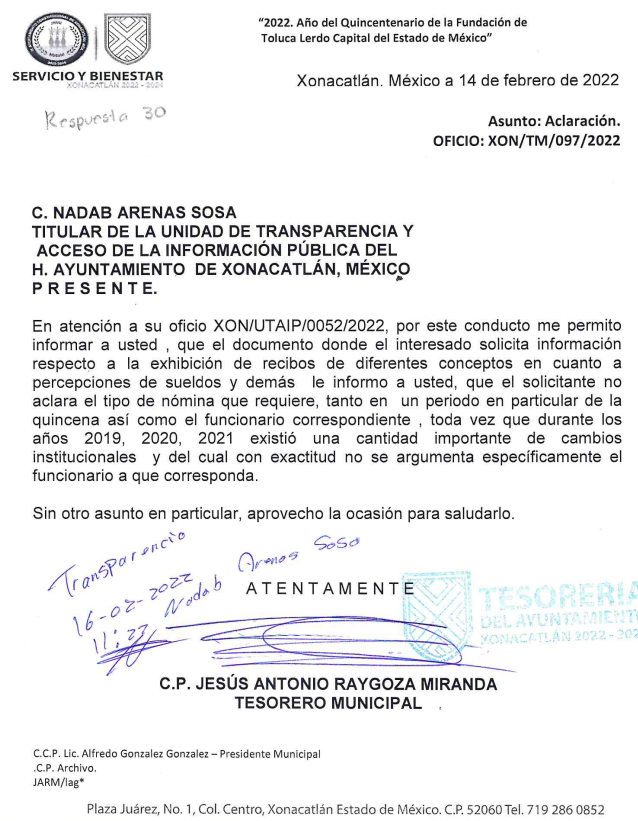 "2022. Año del Quincentenario de la Fundación de
Toluca Lerdo Capital del Estado de México"
SERVICIO Y BIENESTAR
XONACATLÁN 2022 - 2024
Xonacatlán. México a 14 de febrero de 2022
Respuesta 30
Asunto: Aclaración.
OFICIO: XON/TM/097/2022
C. NADAB ARENAS SOSA
TITULAR DE LA UNIDAD DE TRANSPARENCIA Y
ACCESO DE LA INFORMACIÓN PÚBLICA DEL
H. AYUNTAMIENTO DE XONACATLÁN, MÉXICO
P R E S E N T E.
En atención a su oficio XON/UTAIP/0052/2022, por este conducto me permito
informar a usted , que el documento donde el interesado solicita información
respecto a la exhibición de recibos de diferentes conceptos en cuanto a
percepciones de sueldos y demás le informo a usted, que el solicitante no
aclara el tipo de nómina que requiere, tanto en un periodo en particular de la
quincena así como el funcionario correspondiente , toda vez que durante los
años 2019, 2020, 2021 existió una cantidad importante de cambios
institucionales y del cual con exactitud no se argumenta específicamente el
funcionario a que corresponda.
Sin otro asunto en particular, aprovecho la ocasión para saludarlo.
Transparencia
16-02-2022
11:27
Nadab Arenas Sosa
A T E N T A M E N T E
TESORERIA
DEL AYUNTAMIENTO
XONACATLAN 2022 - 202
C.P. JESÚS ANTONIO RAYGOZA MIRANDA
TESORERO MUNICIPAL
C.C.P. Lic. Alfredo Gonzalez Gonzalez – Presidente Municipal
.C.P. Archivo.
JARM/lag*
Plaza Juárez, No. 1, Col. Centro, Xonacatlán Estado de México. C.P. 52060 Tel. 719 286 0852